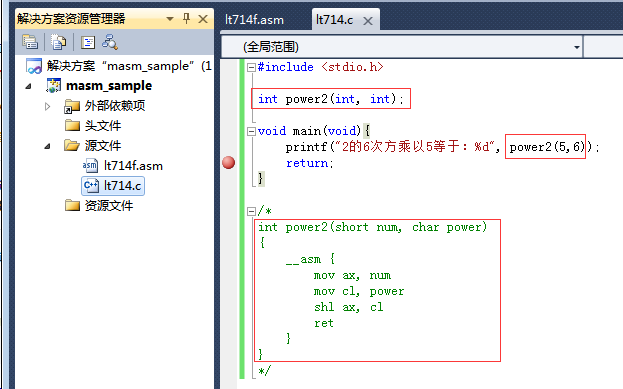 解决方案资源管理器
解决方案“masm_sample”(1
masm_sample
外部依赖项
头文件
源文件
lt714f.asm
lt714.c
资源文件
lt714f.asm
lt714.c
(全局范围)
#include <stdio.h>
int power2(int, int);
void main(void){
printf("2的6次方乘以5等于: %d", power2(5,6));
return;
}
/*
int power2(short num, char power)
{
__asm {
mov ax, num
mov cl, power
shl ax, cl
ret
}
}
*/